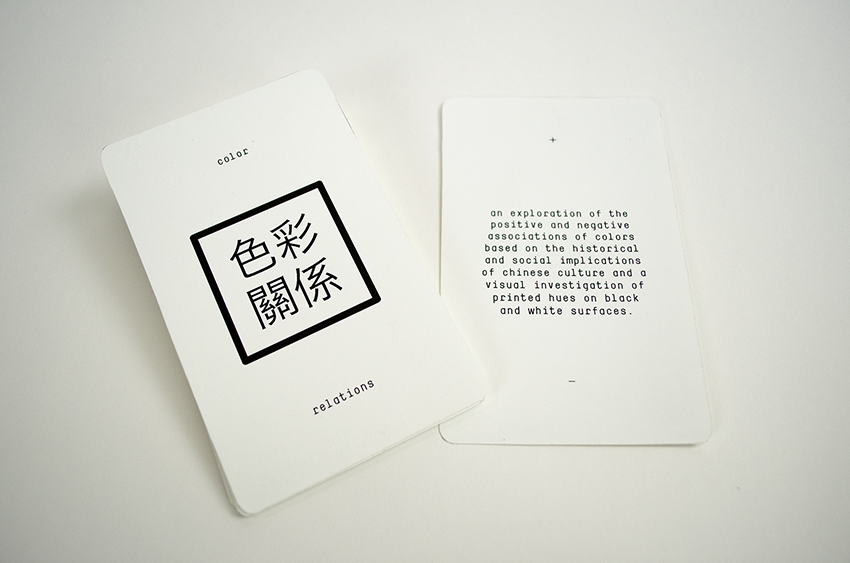 color
色彩
關係
relations
+
an exploration of the
positive and negative
associations of colors
based on the historical
and social implications
of chinese culture and a
visual investigation of
printed hues on black
and white surfaces.
–